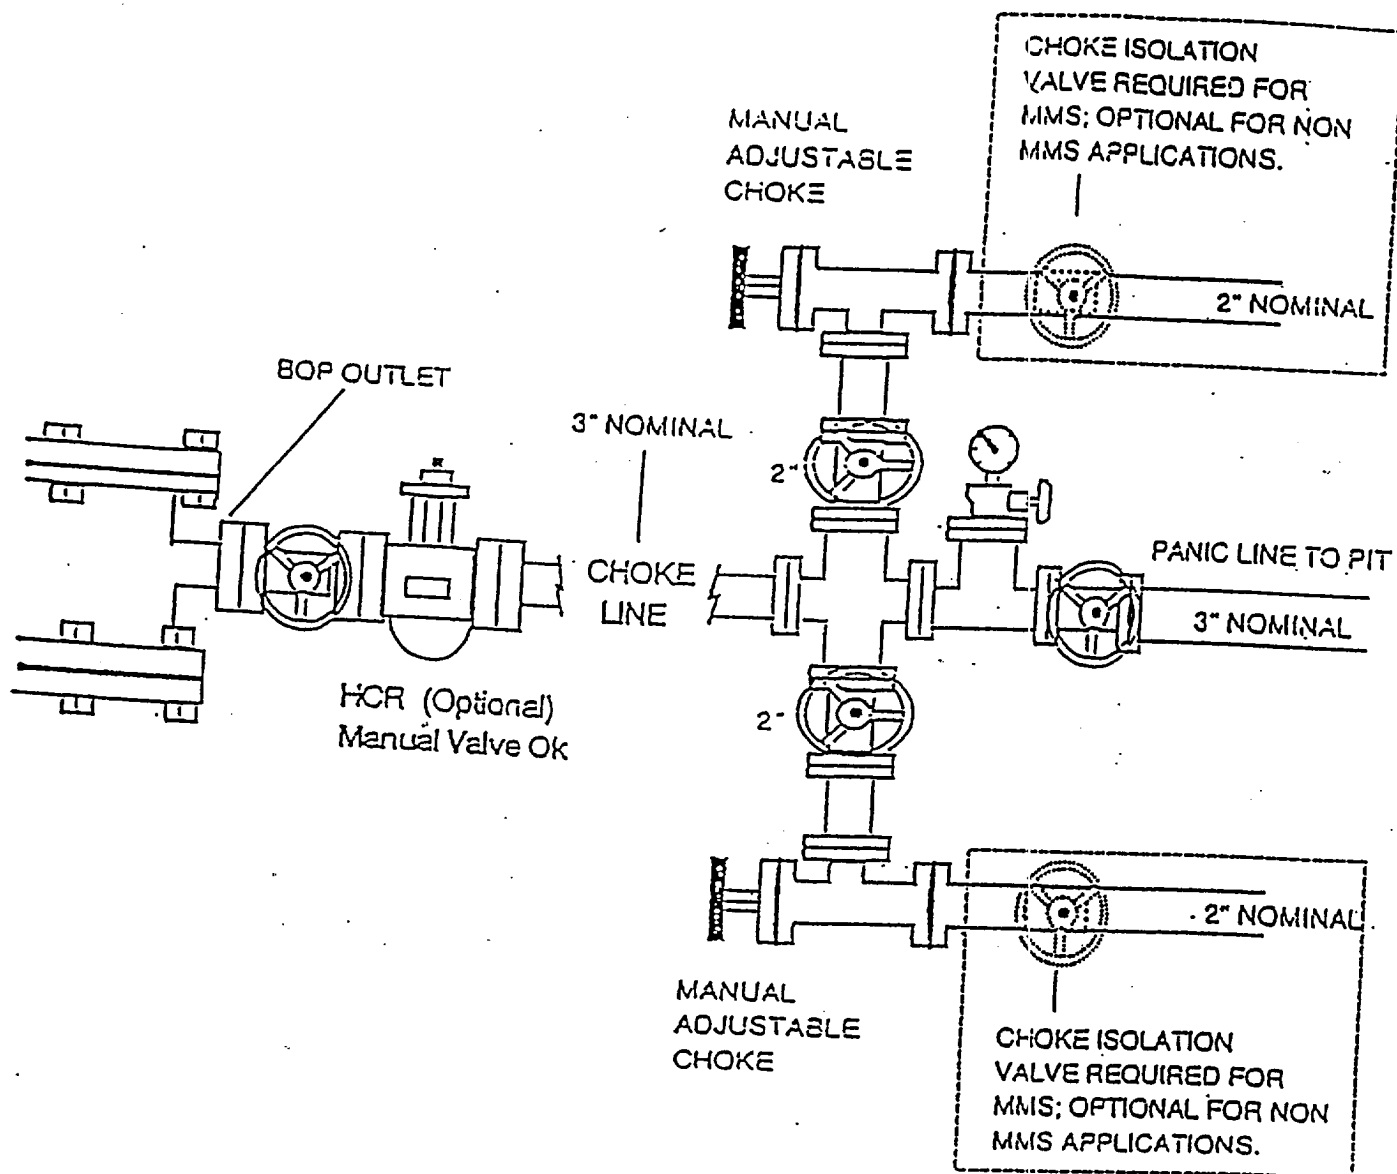 CHOKE ISOLATION
VALVE REQUIRED FOR
MMS; OPTIONAL FOR NON
MMS APPLICATIONS.
MANUAL
ADJUSTABLE
CHOKE
2" NOMINAL
BOP OUTLET
3" NOMINAL
2"
PANIC LINE TO PIT
CHOKE
LINE
3" NOMINAL
HCR (Optional)
Manual Valve Ok
2"
2" NOMINAL
MANUAL
ADJUSTABLE
CHOKE
CHOKE ISOLATION
VALVE REQUIRED FOR
MMS; OPTIONAL FOR NON
MMS APPLICATIONS.